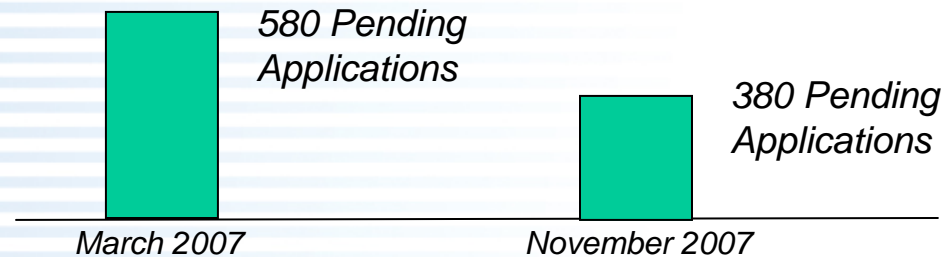 580 Pending
Applications
380 Pending
Applications
March 2007
November 2007